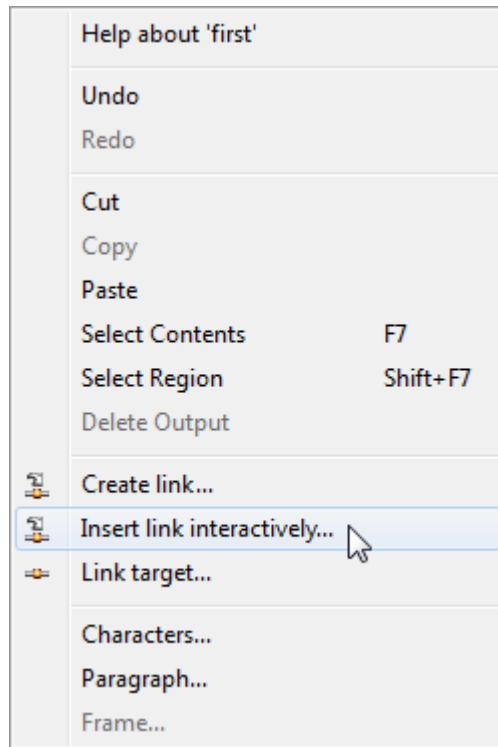 Help about 'first'
Undo
Redo
Cut
Copy
Paste
Select Contents F7
Select Region Shift+F7
Delete Output
Create link...
Insert link interactively...
Link target...
Characters...
Paragraph...
Frame...